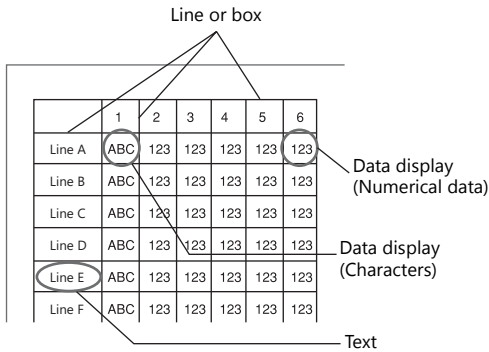 Line or box
1 2 3 4 5 6
Line A ABC 123 123 123 123 123
Data display
(Numerical data)
Line B ABC 123 123 123 123 123
Line C ABC 123 123 123 123 123
Line D ABC 123 123 123 123 123
Data display
(Characters)
Line E ABC 123 123 123 123 123
Line F ABC 123 123 123 123 123
Text